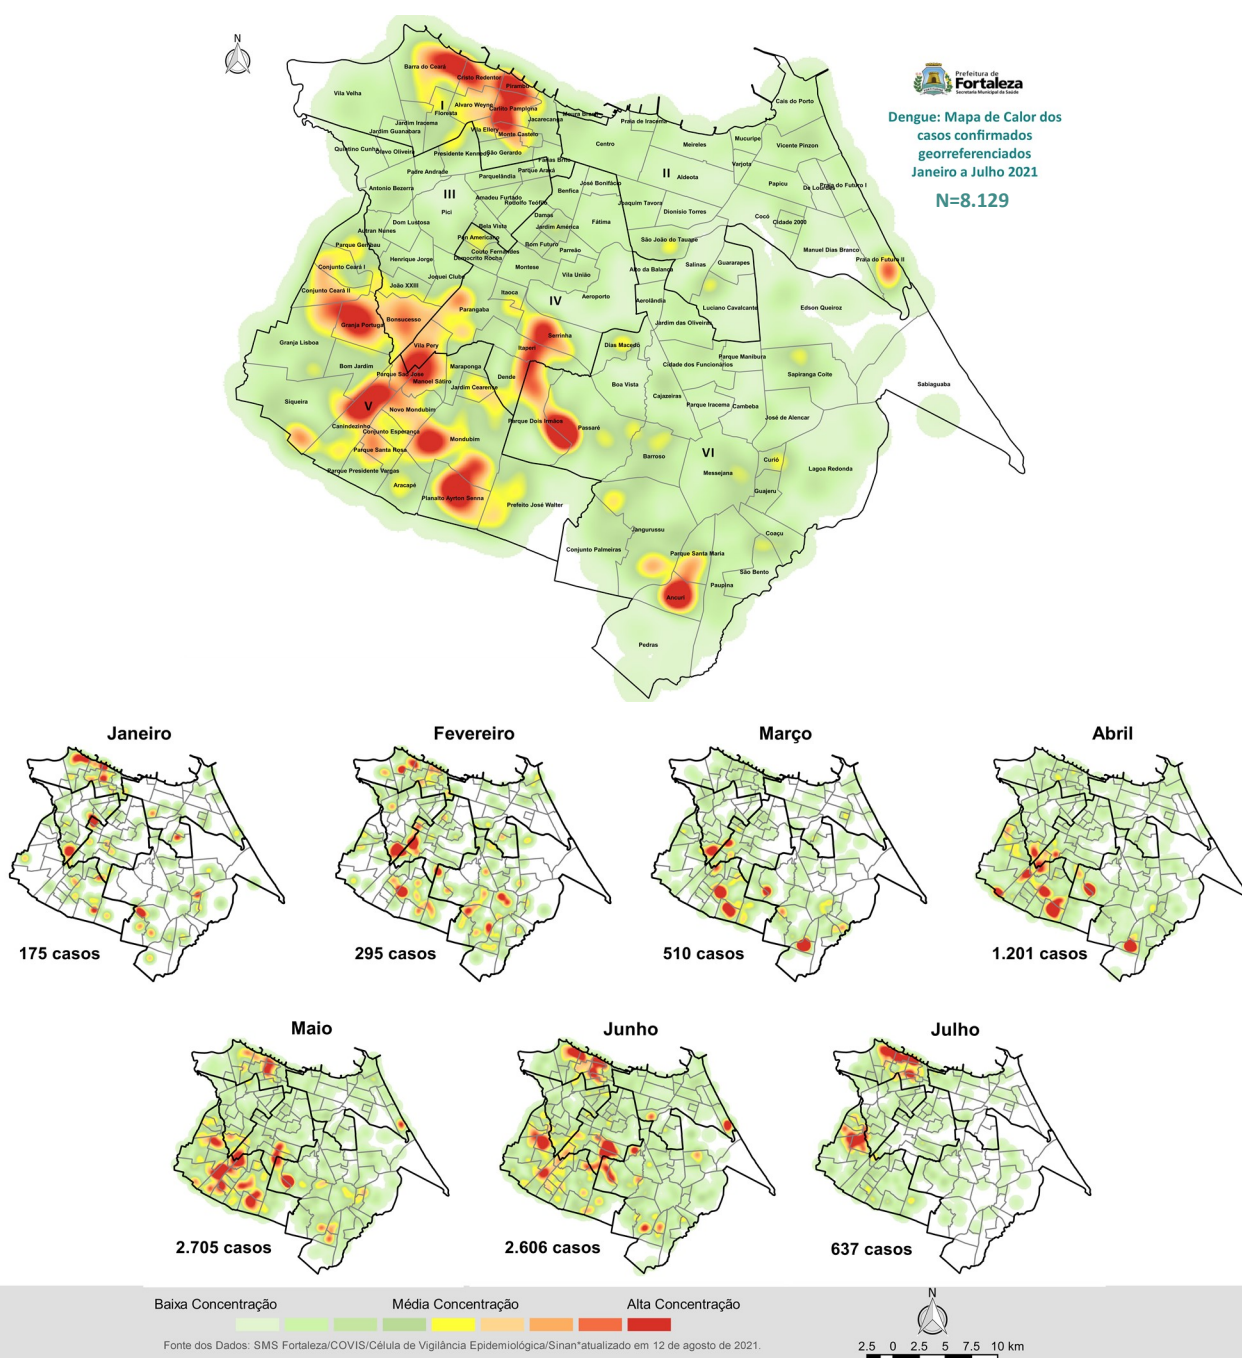 N
Prefeitura de
Fortaleza
Secretaria Municipal da Saúde
Dengue: Mapa de Calor dos
casos confirmados
georreferenciados
Janeiro a Julho 2021
N=8.129
Barra do Ceará
Cristo Redentor
Pirambu
Vila Velha
I
Alvaro Weyne
Carlito Pamplona
Floresta
Jacarecanga
Moura Brasil
Praia de Iracema
Cais do Porto
Jardim Iracema
Jardim Guanabara
Vila Ellery
Monte Castelo
Quintino Cunha
Olavo Oliveira
Presidente Kennedy
São Gerardo
Farias Brito
Centro
Meireles
Mucuripe
Vicente Pinzon
Varjota
Padre Andrade
Parquelândia
Parque Araxá
II
Aldeota
Papicu
De Lourdes
Praia do Futuro I
Antonio Bezerra
III
Amadeu Furtado
Rodolfo Teófilo
Benfica
José Bonifácio
Joaquim Tavora
Dionísio Torres
Cocó
Cidade 2000
Pici
Damas
Dom Lustosa
Bela Vista
Jardim América
Fátima
Autran Nunes
Pan Americano
Bom Futuro
São João do Tauape
Manuel Dias Branco
Parque Genibau
Couto Fernandes
Parreão
Democrito Rocha
Henrique Jorge
Praia do Futuro II
Conjunto Ceará I
Montese
Vila União
Alto da Balança
Salinas
Guararapes
Joquei Clube
João XXIII
Conjunto Ceará II
Itaoca
IV
Aeroporto
Aerolândia
Luciano Cavalcante
Edson Queiroz
Parangaba
Granja Portugal
Bonsucesso
Jardim das Oliveiras
Serrinha
Granja Lisboa
Vila Pery
Itaperi
Dias Macedo
Parque Manibura
Cidade dos Funcionários
Bom Jardim
Maraponga
Parque São José
Manoel Sátiro
Dende
Boa Vista
Sapiranga Coite
Sabiaguaba
Jardim Cearense
Cajazeiras
Siqueira
V
Novo Mondubim
Parque Iracema
Cambeba
José de Alencar
Canindezinho
Conjunto Esperança
Parque Dois Irmãos
Passaré
Mondubim
Parque Santa Rosa
VI
Barroso
Messejana
Curió
Lagoa Redonda
Parque Presidente Vargas
Aracapé
Guajeru
Planalto Ayrton Senna
Prefeito José Walter
Jangurussu
Coaçu
Conjunto Palmeiras
Parque Santa Maria
São Bento
Paupina
Ancuri
Pedras
Janeiro
Fevereiro
Março
Abril
175 casos
295 casos
510 casos
1.201 casos
Maio
Junho
Julho
2.705 casos
2.606 casos
637 casos
Baixa Concentração
Média Concentração
Alta Concentração
N
Fonte dos Dados: SMS Fortaleza/COVIS/Célula de Vigilância Epidemiológica/Sinan*atualizado em 12 de agosto de 2021.
2.5 0 2.5 5 7.5 10 km